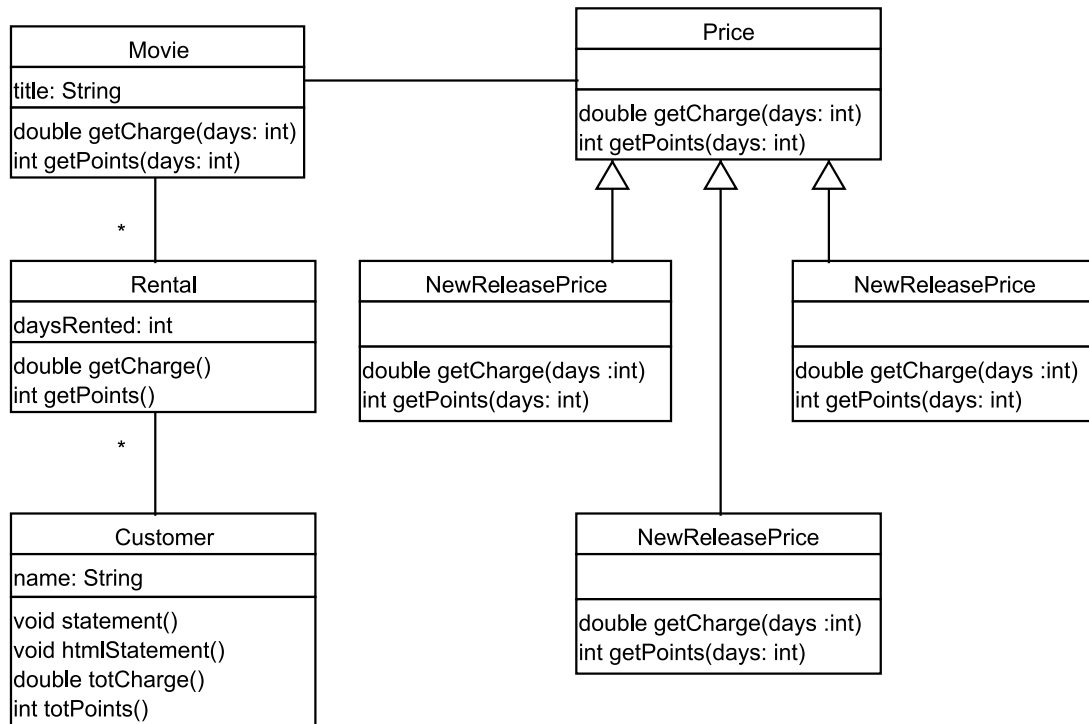 Movie
title: String
double getCharge(days: int)
int getPoints(days: int)
Price
double getCharge(days: int)
int getPoints(days: int)
*
Rental
daysRented: int
double getCharge()
int getPoints()
NewReleasePrice
double getCharge(days :int)
int getPoints(days: int)
NewReleasePrice
double getCharge(days :int)
int getPoints(days: int)
*
Customer
name: String
void statement()
void htmlStatement()
double totCharge()
int totPoints()
NewReleasePrice
double getCharge(days :int)
int getPoints(days: int)